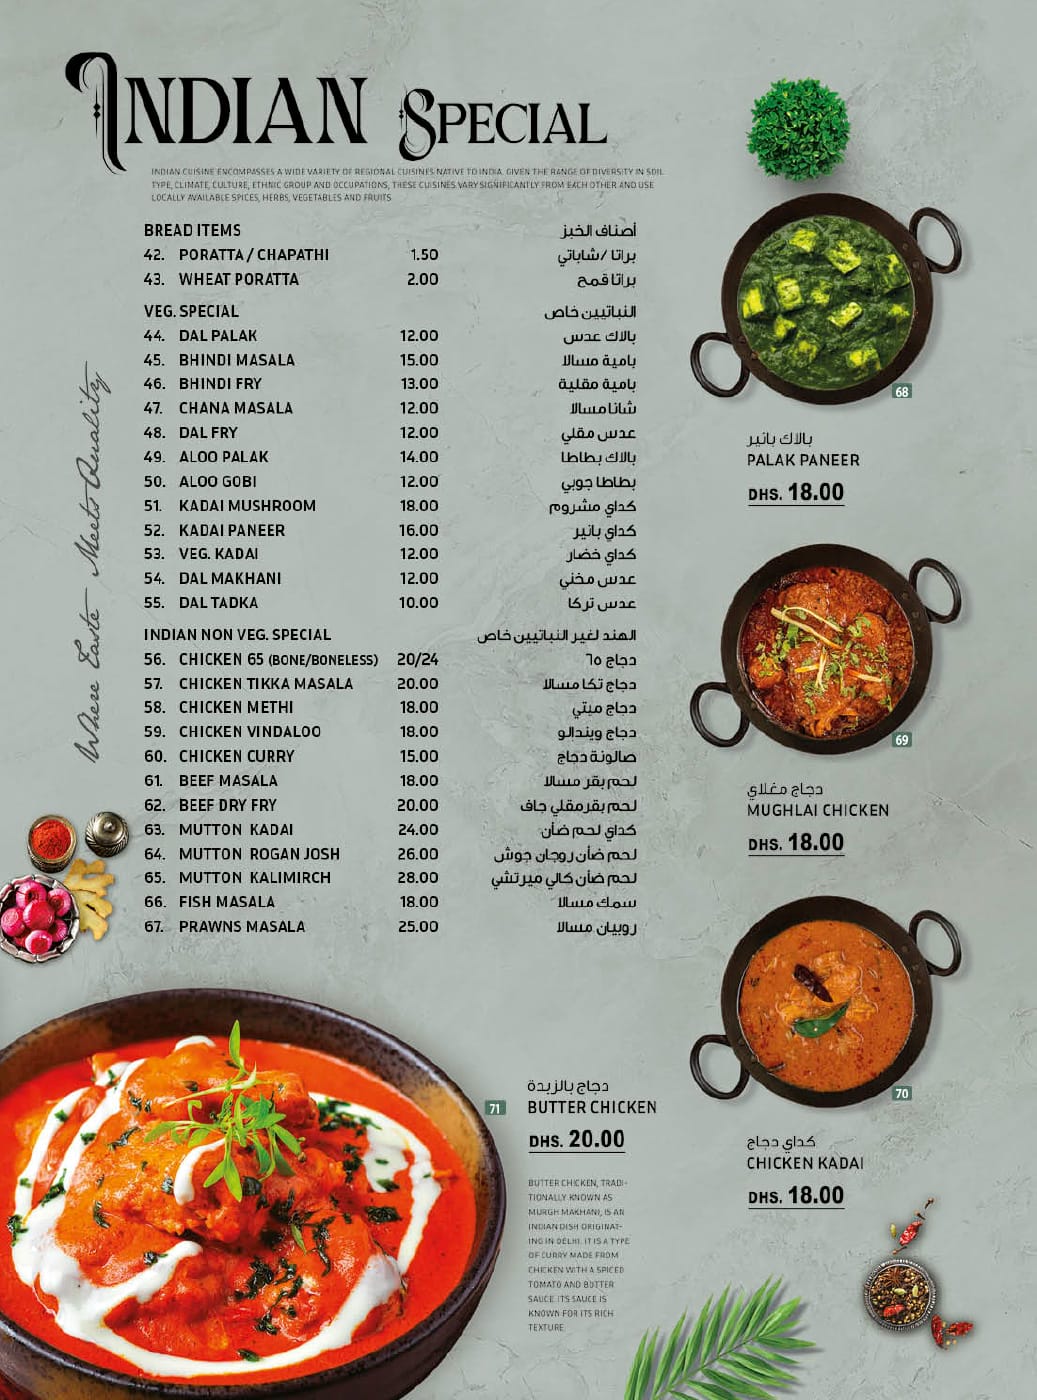 INDIAN SPECIAL
INDIAN CUISINE ENCOMPASSES A WIDE VARIETY OF REGIONAL CUISINES NATIVE TO INDIA. GIVEN THE RANGE OF DIVERSITY IN SOIL
TYPE, CLIMATE, CULTURE, ETHNIC GROUP AND OCCUPATIONS, THESE CUISINES VARY SIGNIFICANTLY FROM EACH OTHER AND USE
LOCALLY AVAILABLE SPICES, HERBS, VEGETABLES AND FRUITS.
Where Taste Meets Quality
BREAD ITEMS أصناف الخبز
42. PORATTA / CHAPATHI 1.50 براتا /شاباتي
43. WHEAT PORATTA 2.00 براتا قمح
VEG. SPECIAL النباتيين خاص
44. DAL PALAK 12.00 بالاك عدس
45. BHINDI MASALA 15.00 بامية مسالا
46. BHINDI FRY 13.00 بامية مقلية
47. CHANA MASALA 12.00 شانا مسالا
48. DAL FRY 12.00 عدس مقلي
49. ALOO PALAK 14.00 بالاك بطاطا
50. ALOO GOBI 12.00 بطاطا جوبي
51. KADAI MUSHROOM 18.00 كداي مشروم
52. KADAI PANEER 16.00 كداي بانير
53. VEG. KADAI 12.00 كداي خضار
54. DAL MAKHANI 12.00 عدس مخني
55. DAL TADKA 10.00 عدس تركا
INDIAN NON VEG. SPECIAL الهند لغير النباتيين خاص
56. CHICKEN 65 (BONE/BONELESS) 20/24 دجاج ٦٥
57. CHICKEN TIKKA MASALA 20.00 دجاج تكا مسالا
58. CHICKEN METHI 18.00 دجاج ميتي
59. CHICKEN VINDALOO 18.00 دجاج ويندالو
60. CHICKEN CURRY 15.00 صالونة دجاج
61. BEEF MASALA 18.00 لحم بقر مسالا
62. BEEF DRY FRY 20.00 لحم بقر مقلي جاف
63. MUTTON KADAI 24.00 كداي لحم ضأن
64. MUTTON ROGAN JOSH 26.00 لحم ضأن روجان جوش
65. MUTTON KALIMIRCH 28.00 لحم ضأن كالي ميرتشي
66. FISH MASALA 18.00 سمك مسالا
67. PRAWNS MASALA 25.00 روبيان مسالا
68
بالاك بانير
PALAK PANEER
DHS. 18.00
69
دجاج مغلاي
MUGHLAI CHICKEN
DHS. 18.00
70
كداي دجاج
CHICKEN KADAI
DHS. 18.00
71
دجاج بالزبدة
BUTTER CHICKEN
DHS. 20.00
BUTTER CHICKEN, TRADI-
TIONALLY KNOWN AS
MURGH MAKHANI, IS AN
INDIAN DISH ORIGINAT-
ING IN DELHI. IT IS A TYPE
OF CURRY MADE FROM
CHICKEN WITH A SPICED
TOMATO AND BUTTER
SAUCE. ITS SAUCE IS
KNOWN FOR ITS RICH
TEXTURE.